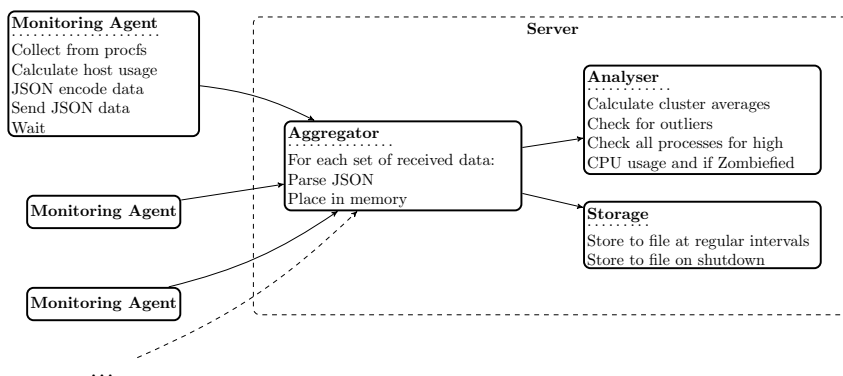 Monitoring Agent
Collect from procfs
Calculate host usage
JSON encode data
Send JSON data
Wait
Monitoring Agent
Monitoring Agent
...
Server
Aggregator
For each set of received data:
Parse JSON
Place in memory
Analyser
Calculate cluster averages
Check for outliers
Check all processes for high
CPU usage and if Zombiefied
Storage
Store to file at regular intervals
Store to file on shutdown